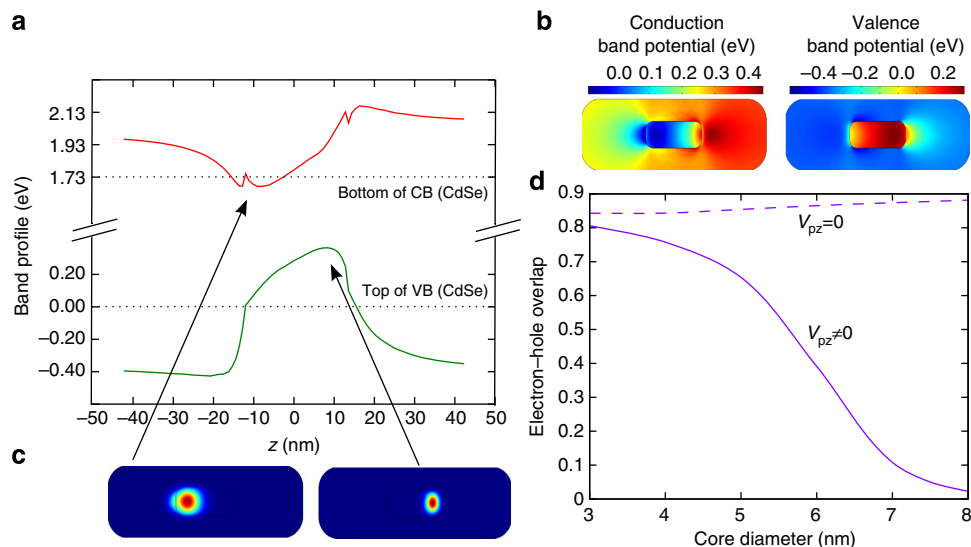 a
2.13
1.93
1.73
0.20
0.00
−0.20
−0.40
Band profile (eV)
Bottom of CB (CdSe)
Top of VB (CdSe)
−50 −40 −30 −20 −10 0 10 20 30 40 50
z (nm)
b
Conduction
band potential (eV)
0.0 0.1 0.2 0.3 0.4
Valence
band potential (eV)
−0.4 −0.2 0.0 0.2
c
d
0.9
0.8
0.7
0.6
0.5
0.4
0.3
0.2
0.1
0
Electron–hole overlap
Vpz=0
Vpz≠0
3 4 5 6 7 8
Core diameter (nm)